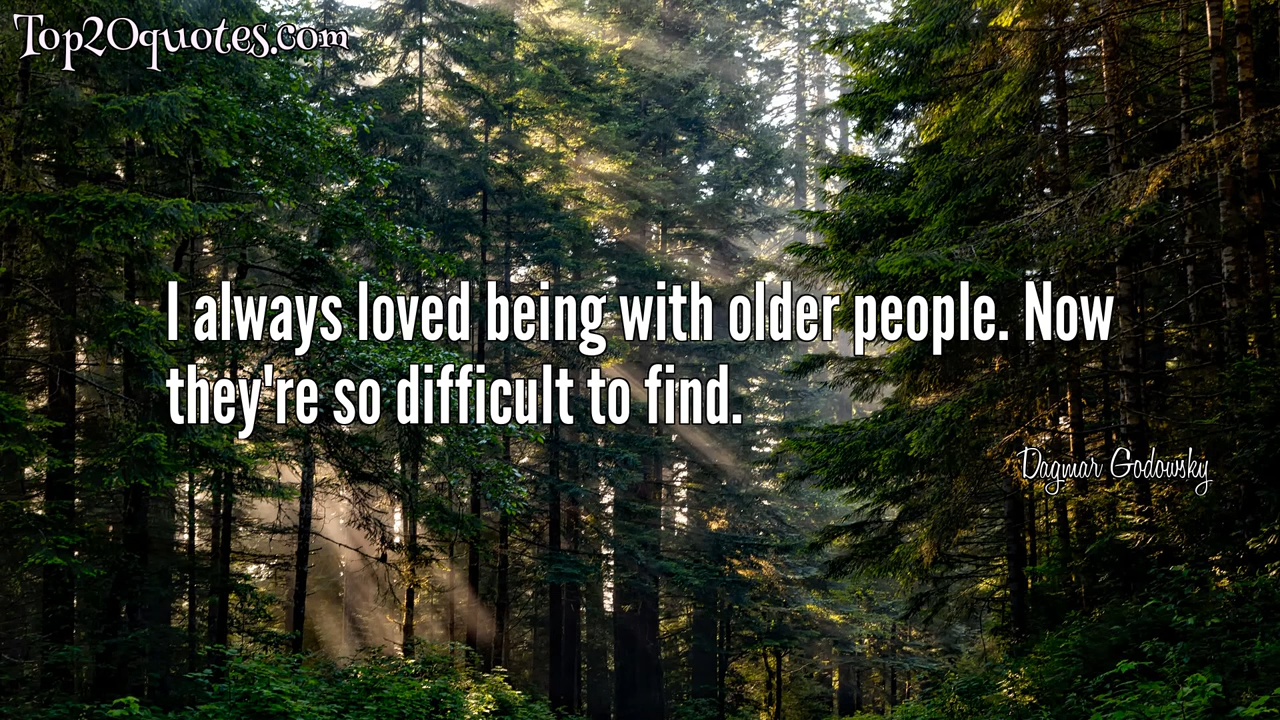 Top20quotes.com
I always loved being with older people. Now
they're so difficult to find.
Dagmar Godowsky